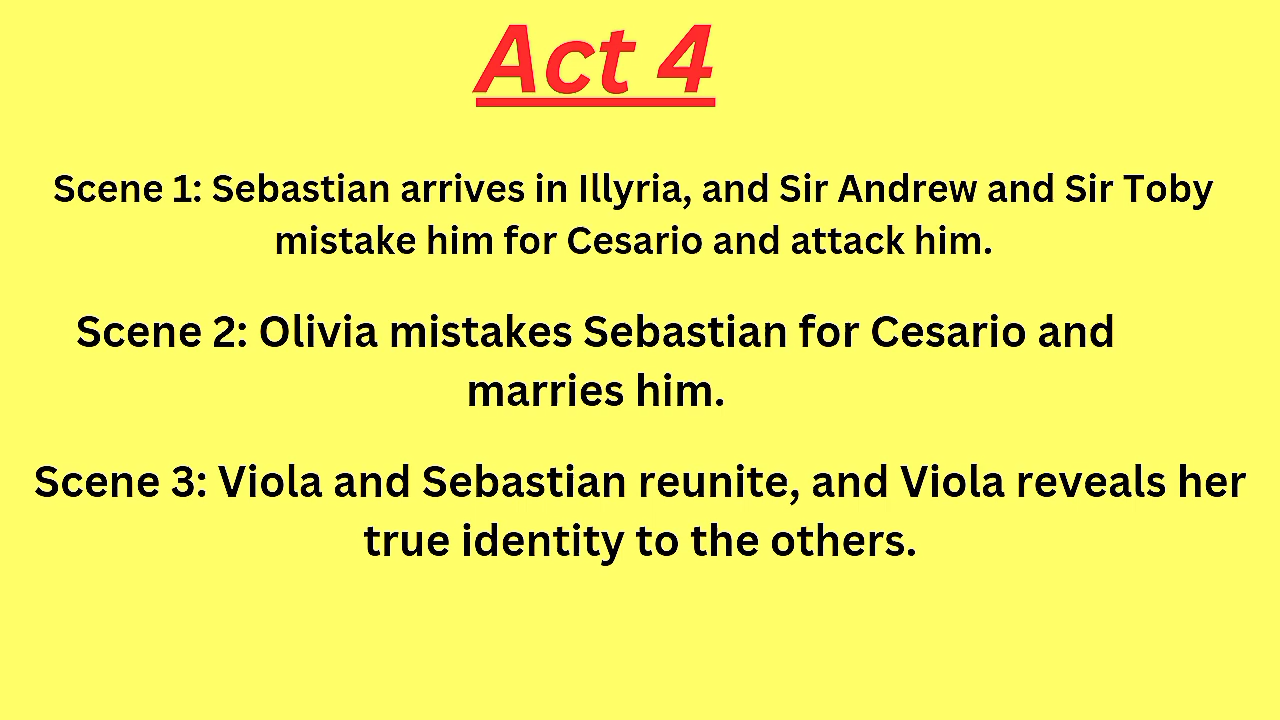 Act 4
Scene 1: Sebastian arrives in Illyria, and Sir Andrew and Sir Toby
mistake him for Cesario and attack him.
Scene 2: Olivia mistakes Sebastian for Cesario and
marries him.
Scene 3: Viola and Sebastian reunite, and Viola reveals her
true identity to the others.